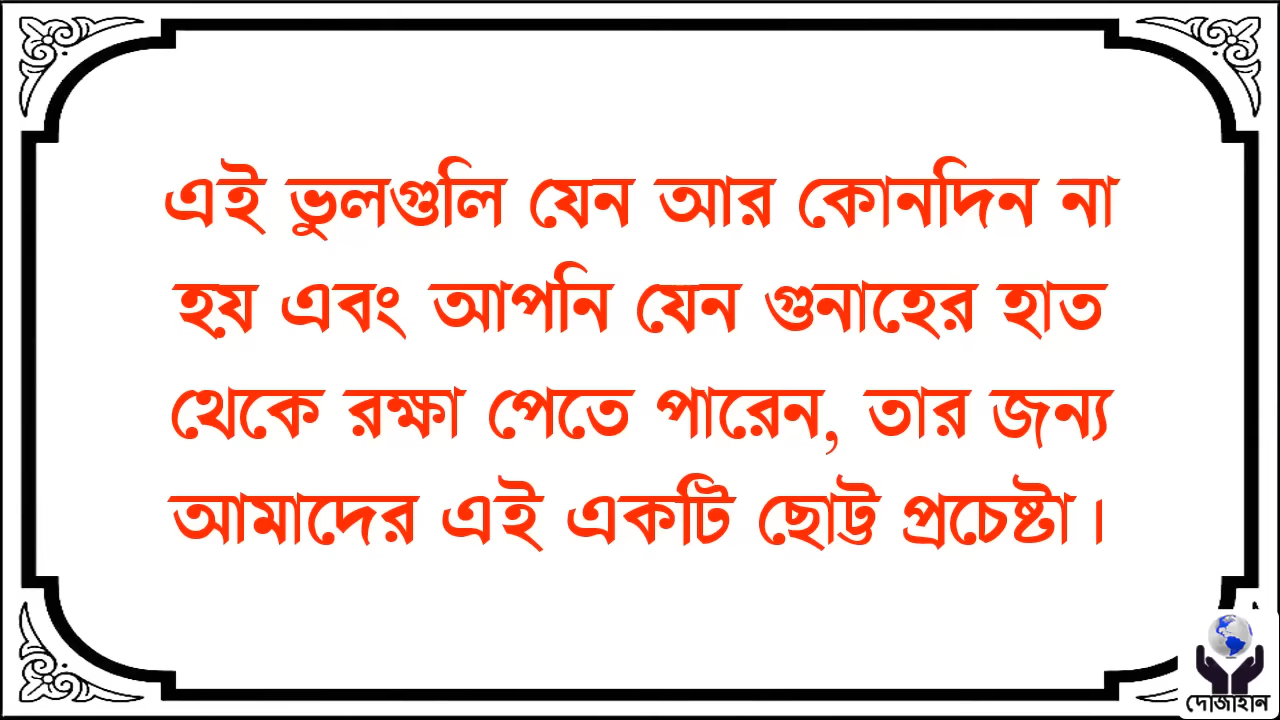 এই ভুলগুলি যেন আর কোনদিন না
হয় এবং আপনি যেন গুনাহের হাত
থেকে রক্ষা পেতে পারেন, তার জন্য
আমাদের এই একটি ছোট্ট প্রচেষ্টা।
দোজাহান